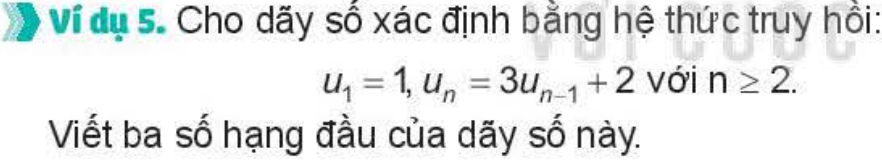 Ví dụ 5. Cho dãy số xác định bằng hệ thức truy hồi:
u₁ = 1, uₙ = 3uₙ₋₁ + 2 với n ≥ 2.
Viết ba số hạng đầu của dãy số này.